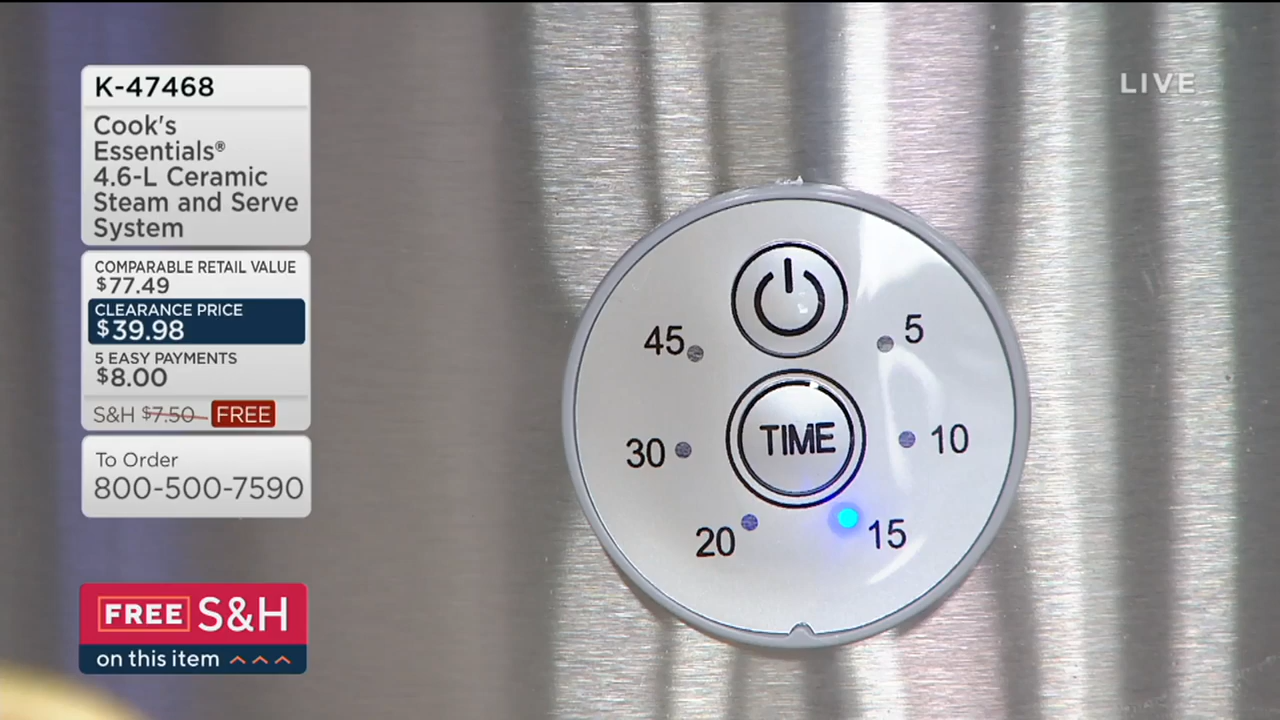 K-47468
Cook's
Essentials®
4.6-L Ceramic
Steam and Serve
System
COMPARABLE RETAIL VALUE
$77.49
CLEARANCE PRICE
$39.98
5 EASY PAYMENTS
$8.00
S&H $7.50 FREE
To Order
800-500-7590
FREE S&H
on this item
LIVE
45 5
30 TIME 10
20 15